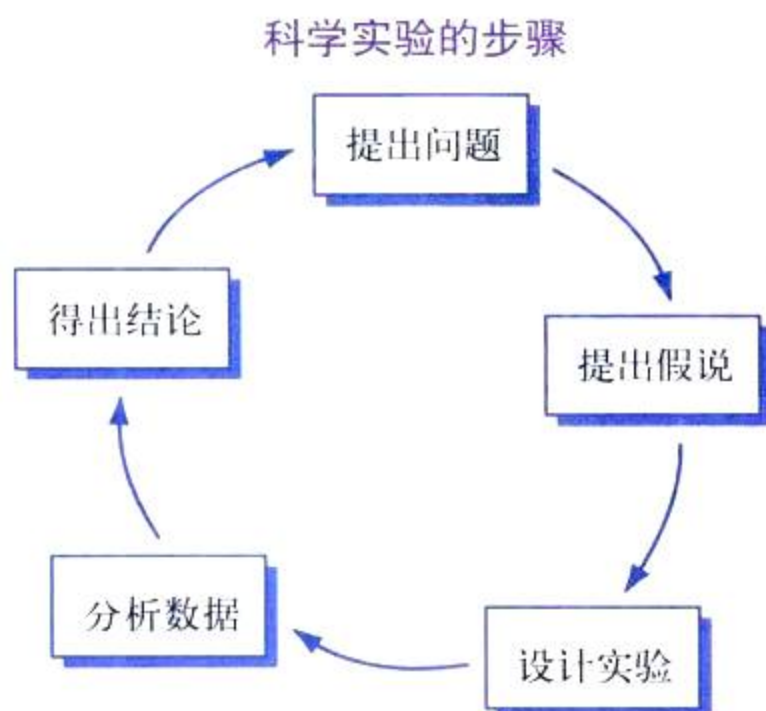 科学实验的步骤
提出问题
提出假说
设计实验
分析数据
得出结论